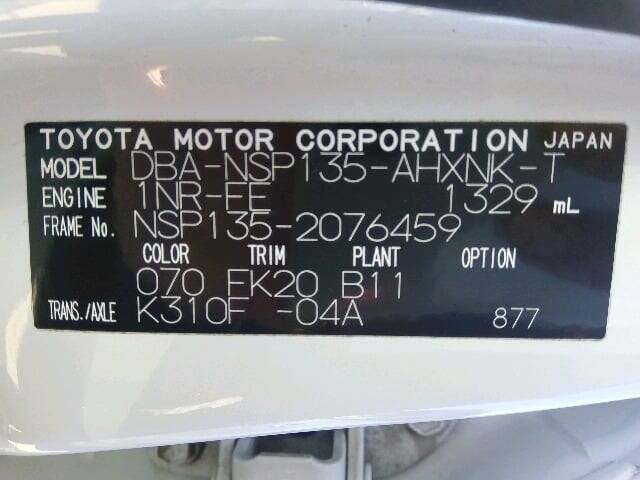 TOYOTA MOTOR CORPORATION JAPAN
MODEL DBA-NSP135-AHXNK-T
ENGINE 1NR-FE 1329 mL
FRAME No. NSP135-2076459
COLOR TRIM PLANT OPTION
070 FK20 B11
TRANS./AXLE K310F -04A 877